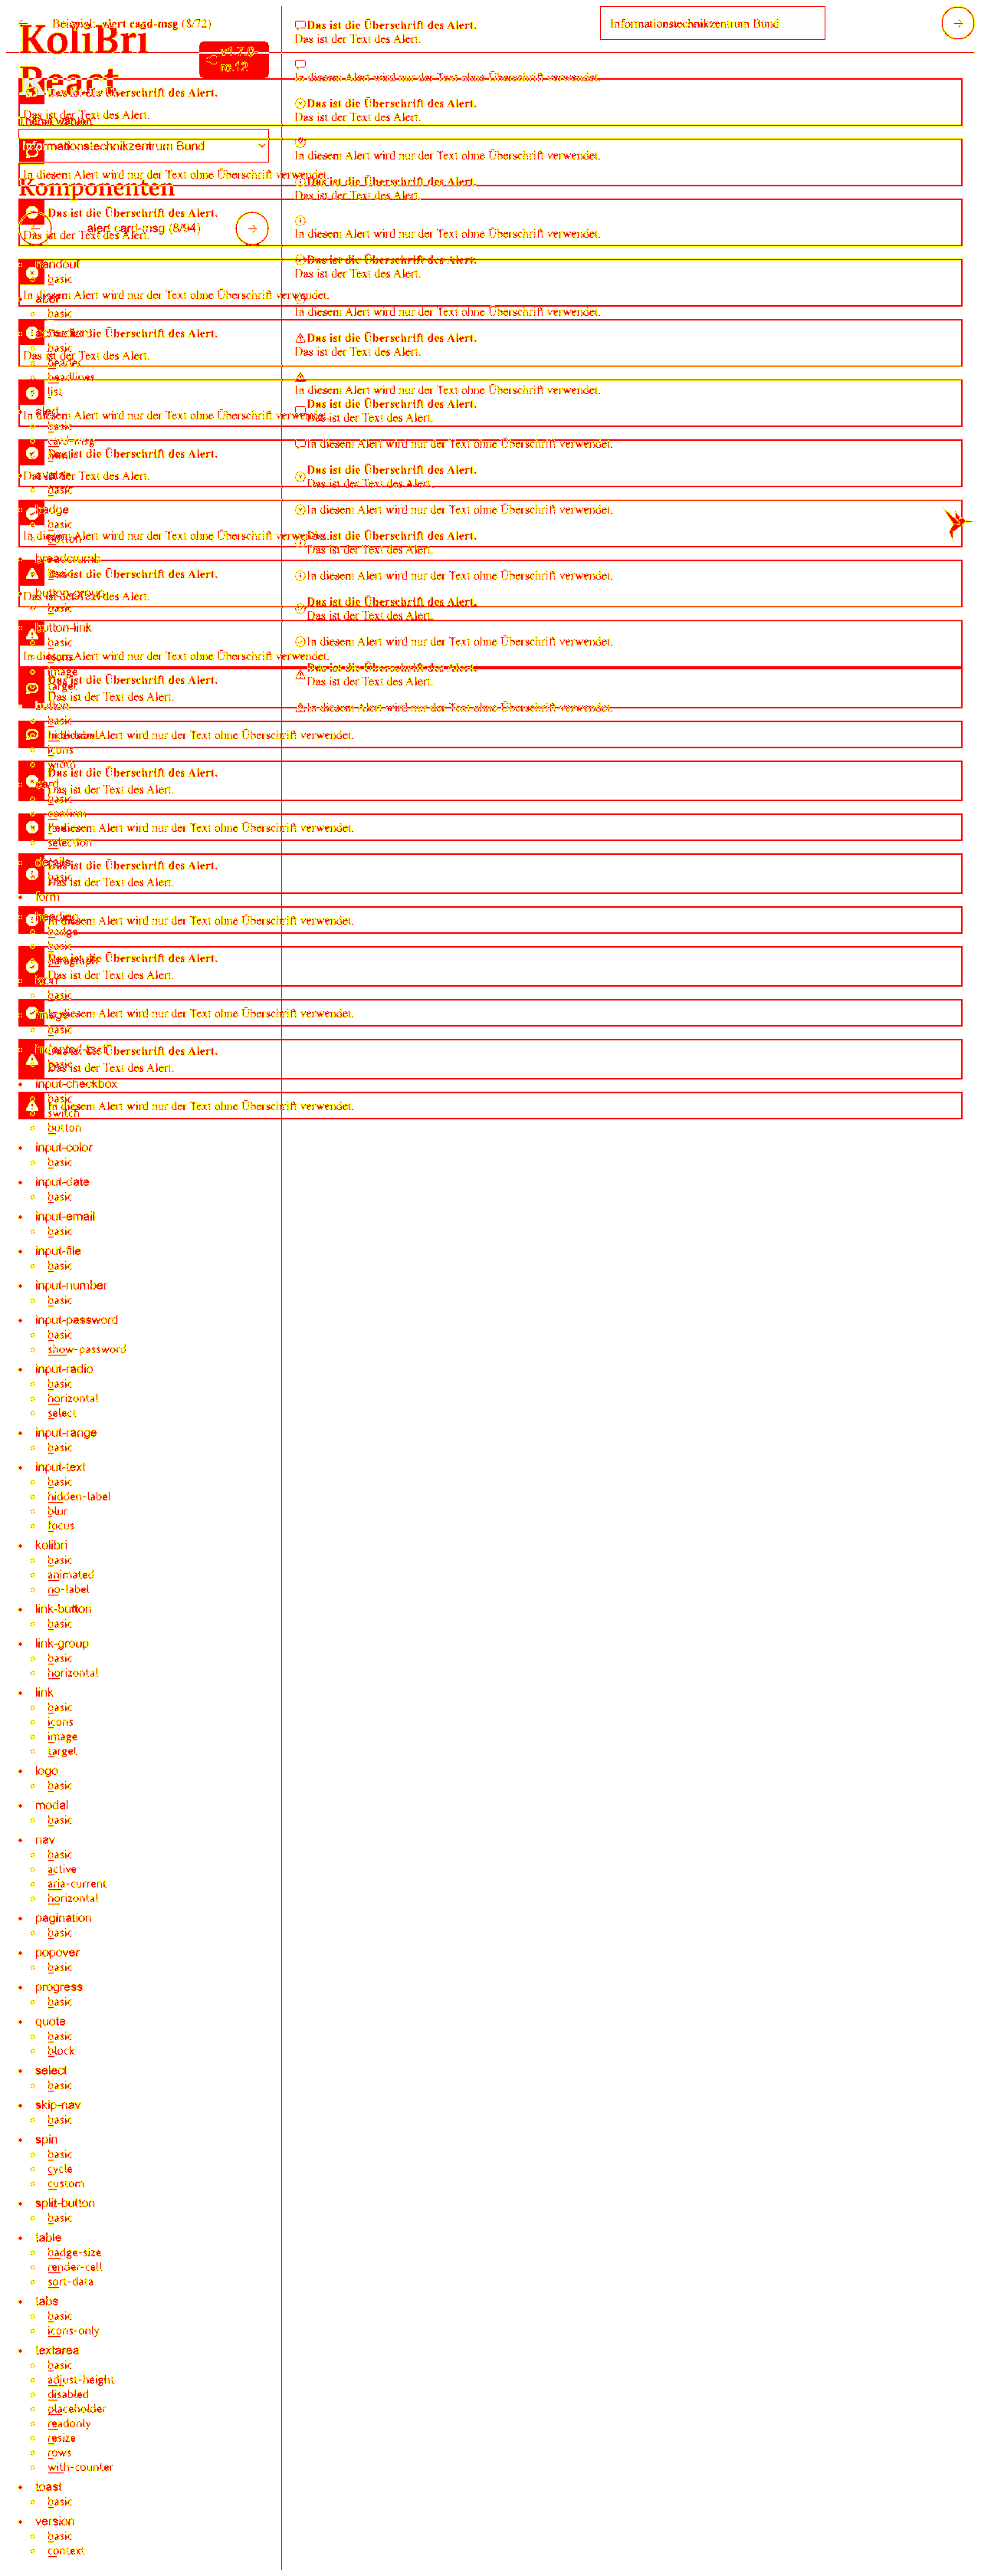 Beispiel: alert card-msg (8/72)
Informationstechnikzentrum Bund
KoliBri
React
v1.7.0-
rc.12
Theme wählen
Informationstechnikzentrum Bund
Komponenten
alert card-msg (8/94)
handout
basic
abbr
basic
accordion
basic
header
headlines
list
alert
basic
card-msg
html
avatar
basic
badge
basic
button
breadcrumb
basic
button-group
basic
button-link
basic
icons
image
target
button
basic
hide-label
icons
width
card
basic
confirm
flex
selection
details
basic
form
heading
badge
basic
paragraph
icon
basic
image
basic
indented-text
basic
input-checkbox
basic
switch
button
input-color
basic
input-date
basic
input-email
basic
input-file
basic
input-number
basic
input-password
basic
show-password
input-radio
basic
horizontal
select
input-range
basic
input-text
basic
hidden-label
blur
focus
kolibri
basic
animated
no-label
link-button
basic
link-group
basic
horizontal
link
basic
icons
image
target
logo
basic
modal
basic
nav
basic
active
aria-current
horizontal
pagination
basic
popover
basic
progress
basic
quote
basic
block
select
basic
skip-nav
basic
spin
basic
cycle
custom
split-button
basic
table
badge-size
render-cell
sort-data
tabs
basic
icons-only
textarea
basic
adjust-height
disabled
placeholder
readonly
resize
rows
with-counter
toast
basic
version
basic
context
Das ist die Überschrift des Alert.
Das ist der Text des Alert.
In diesem Alert wird nur der Text ohne Überschrift verwendet.
Das ist die Überschrift des Alert.
Das ist der Text des Alert.
In diesem Alert wird nur der Text ohne Überschrift verwendet.
Das ist die Überschrift des Alert.
Das ist der Text des Alert.
In diesem Alert wird nur der Text ohne Überschrift verwendet.
Das ist die Überschrift des Alert.
Das ist der Text des Alert.
In diesem Alert wird nur der Text ohne Überschrift verwendet.
Das ist die Überschrift des Alert.
Das ist der Text des Alert.
In diesem Alert wird nur der Text ohne Überschrift verwendet.
Das ist die Überschrift des Alert.
Das ist der Text des Alert.
In diesem Alert wird nur der Text ohne Überschrift verwendet.
Das ist die Überschrift des Alert.
Das ist der Text des Alert.
In diesem Alert wird nur der Text ohne Überschrift verwendet.
Das ist die Überschrift des Alert.
Das ist der Text des Alert.
In diesem Alert wird nur der Text ohne Überschrift verwendet.
Das ist die Überschrift des Alert.
Das ist der Text des Alert.
In diesem Alert wird nur der Text ohne Überschrift verwendet.
Das ist die Überschrift des Alert.
Das ist der Text des Alert.
In diesem Alert wird nur der Text ohne Überschrift verwendet.
Das ist die Überschrift des Alert.
Das ist der Text des Alert.
In diesem Alert wird nur der Text ohne Überschrift verwendet.
Das ist die Überschrift des Alert.
Das ist der Text des Alert.
In diesem Alert wird nur der Text ohne Überschrift verwendet.
Das ist die Überschrift des Alert.
Das ist der Text des Alert.
In diesem Alert wird nur der Text ohne Überschrift verwendet.
Das ist die Überschrift des Alert.
Das ist der Text des Alert.
In diesem Alert wird nur der Text ohne Überschrift verwendet.
Das ist die Überschrift des Alert.
Das ist der Text des Alert.
In diesem Alert wird nur der Text ohne Überschrift verwendet.
Das ist die Überschrift des Alert.
Das ist der Text des Alert.
In diesem Alert wird nur der Text ohne Überschrift verwendet.
Das ist die Überschrift des Alert.
Das ist der Text des Alert.
In diesem Alert wird nur der Text ohne Überschrift verwendet.
Das ist die Überschrift des Alert.
Das ist der Text des Alert.
In diesem Alert wird nur der Text ohne Überschrift verwendet.
Das ist die Überschrift des Alert.
Das ist der Text des Alert.
In diesem Alert wird nur der Text ohne Überschrift verwendet.
Das ist die Überschrift des Alert.
Das ist der Text des Alert.
In diesem Alert wird nur der Text ohne Überschrift verwendet.